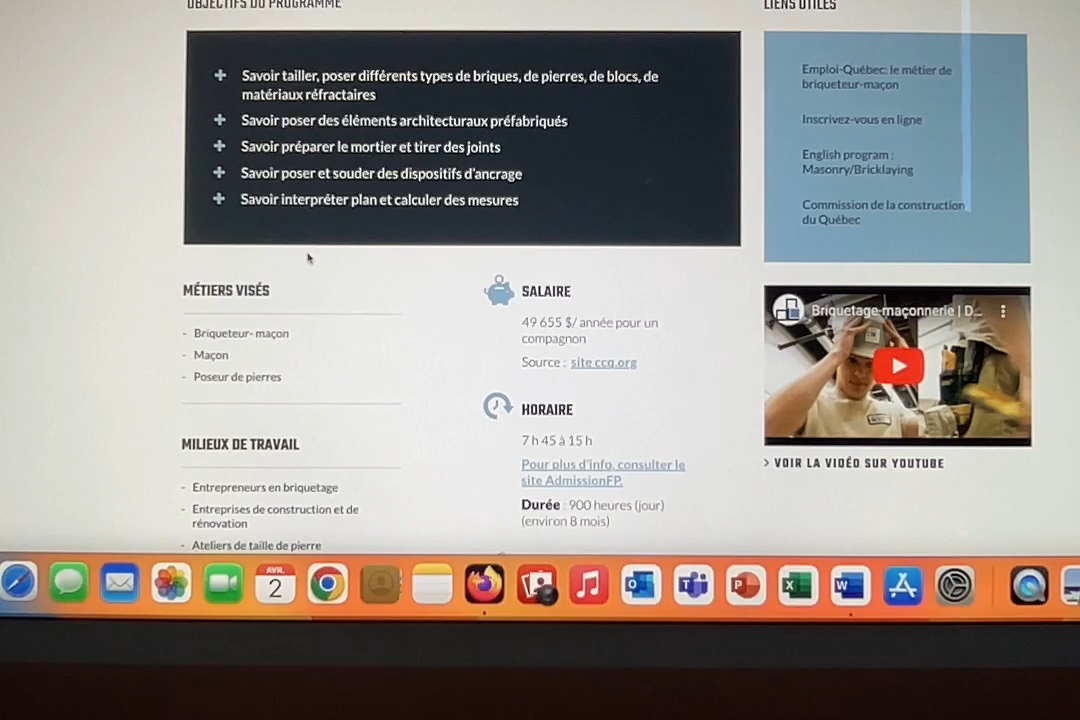 OBJECTIFS DU PROGRAMME
Savoir tailler, poser différents types de briques, de pierres, de blocs, de
matériaux réfractaires
Savoir poser des éléments architecturaux préfabriqués
Savoir préparer le mortier et tirer des joints
Savoir poser et souder des dispositifs d'ancrage
Savoir interpréter plan et calculer des mesures
MÉTIERS VISÉS
- Briqueteur- maçon
- Maçon
- Poseur de pierres
MILIEUX DE TRAVAIL
- Entrepreneurs en briquetage
- Entreprises de construction et de
rénovation
- Ateliers de taille de pierre
SALAIRE
49 655 $/ année pour un
compagnon
Source : site ccq.org
HORAIRE
7 h 45 à 15 h
Pour plus d'info, consulter le
site AdmissionFP.
Durée : 900 heures (jour)
(environ 8 mois)
LIENS UTILES
Emploi-Québec: le métier de
briqueteur-maçon
Inscrivez-vous en ligne
English program :
Masonry/Bricklaying
Commission de la construction
du Québec
Briquetage-maçonnerie | D...
> VOIR LA VIDÉO SUR YOUTUBE
AVR.
2